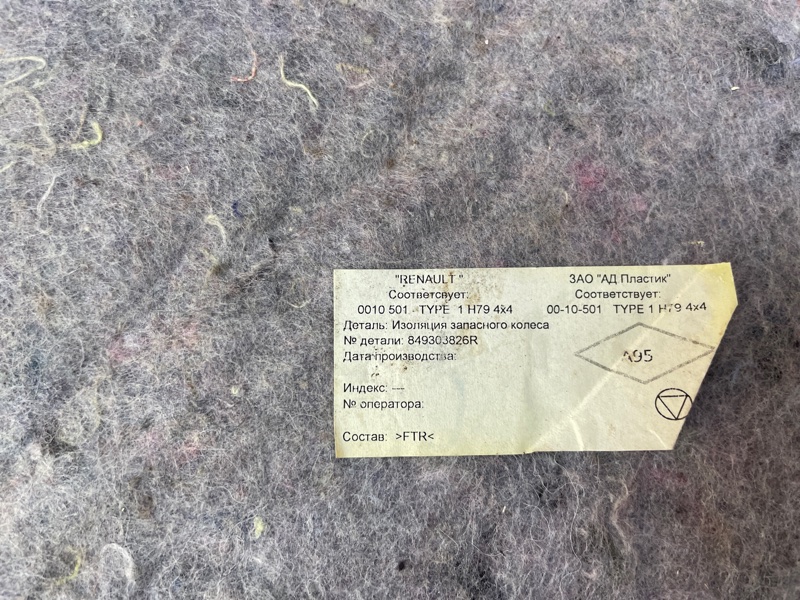 "RENAULT" ЗАО "АД Пластик"
Соответсвует: Соответствует:
0010 501 - TYPE 1 H79 4x4 00-10-501 TYPE 1 H79 4x4
Деталь: Изоляция запасного колеса
№ детали: 849303826R
Дата производства:
A95
Индекс: ---
№ оператора:
Состав: >FTR<